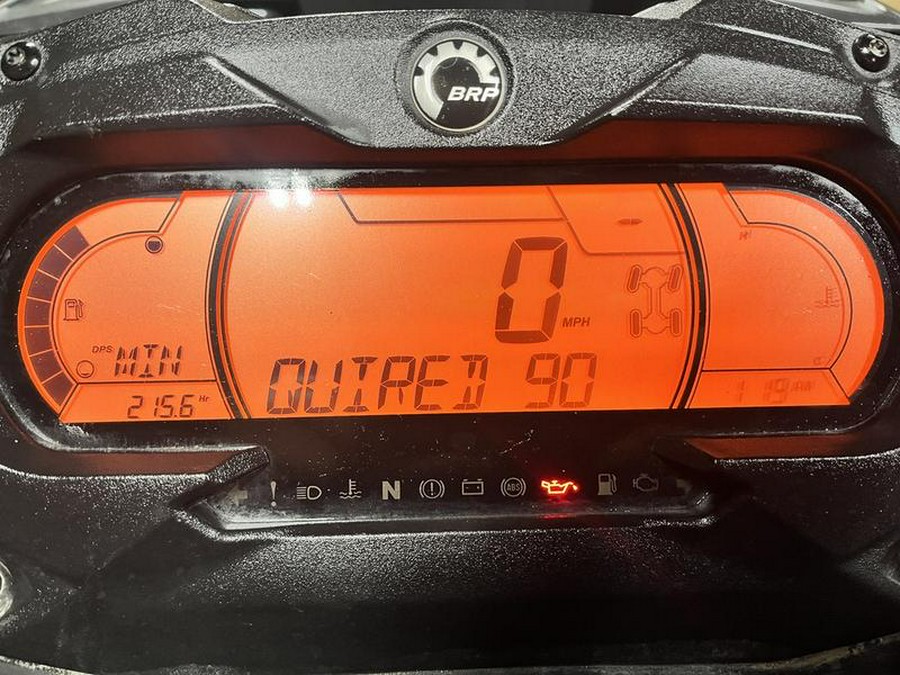 BRP
0 MPH
DPS MIN
QUIRED 90
215.6 Hr
N
ABS